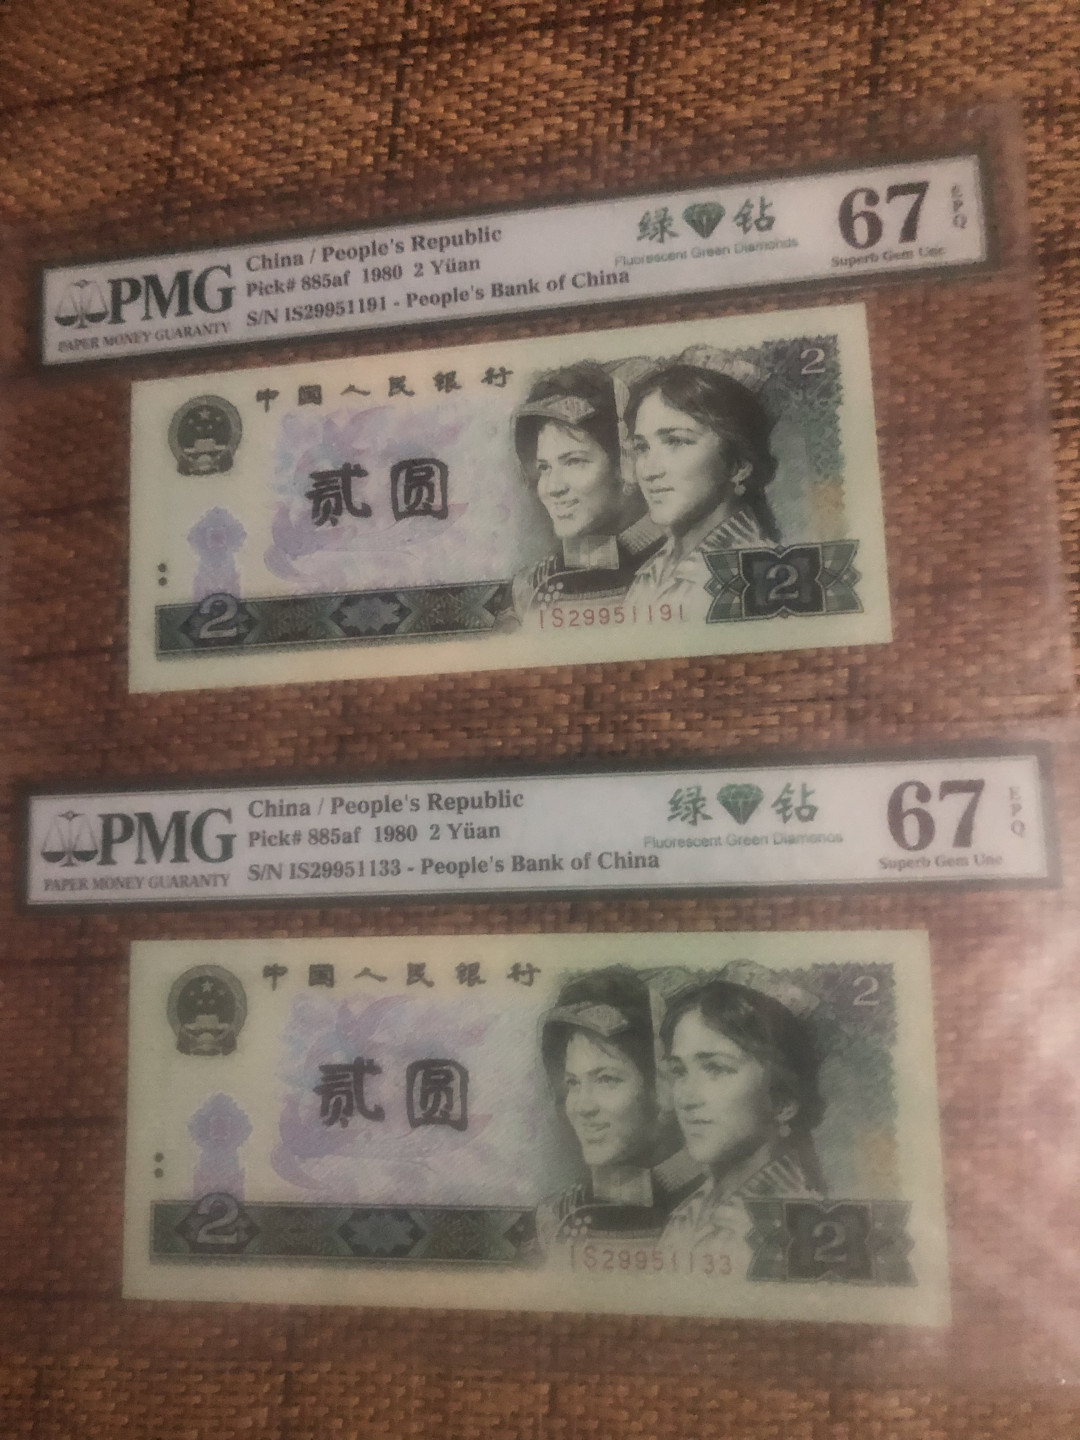 PMG
PAPER MONEY GUARANTY
China / People's Republic
Pick# 885af 1980 2 Yüan
S/N IS29951191 - People's Bank of China
绿 钻
Fluorescent Green Diamonds
67
EPQ
Superb Gem Unc
中国人民银行
2
贰圆
2
2
IS29951191
PMG
PAPER MONEY GUARANTY
China / People's Republic
Pick# 885af 1980 2 Yüan
S/N IS29951133 - People's Bank of China
绿 钻
Fluorescent Green Diamonds
67
EPQ
Superb Gem Unc
中国人民银行
2
贰圆
2
2
IS29951133